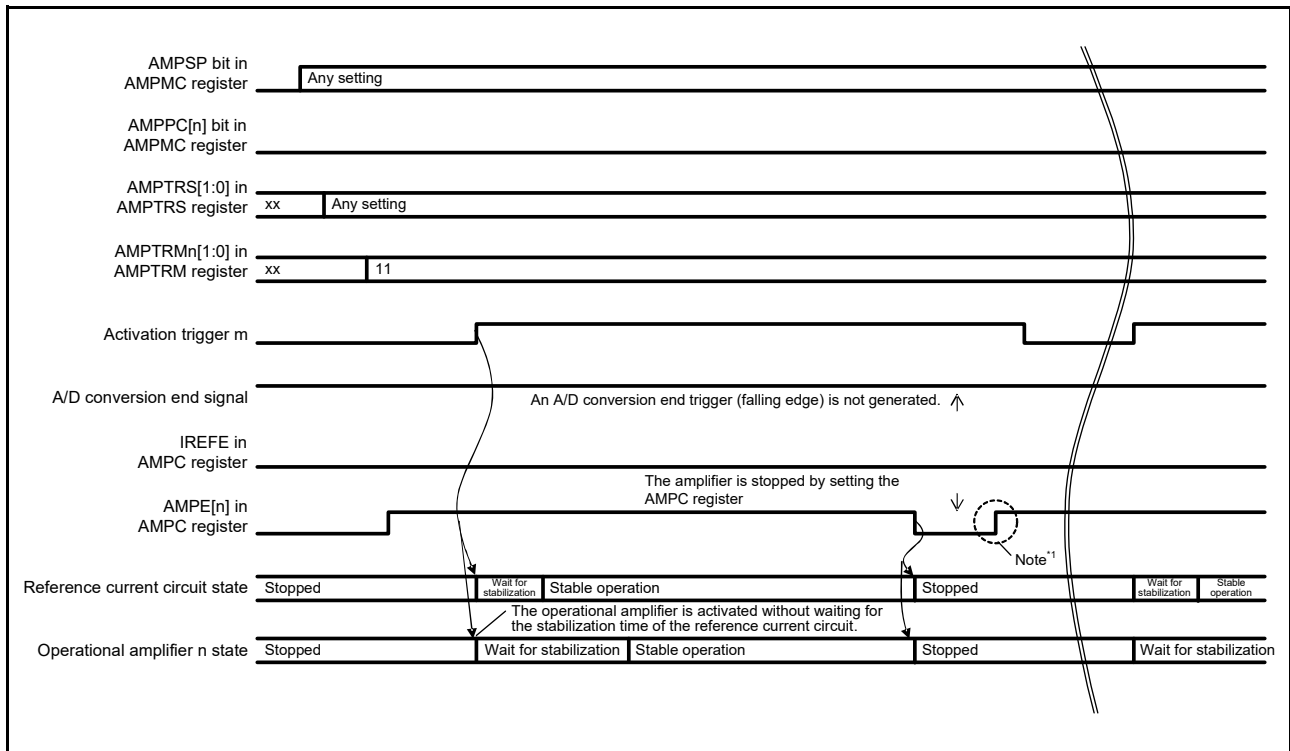 AMPSP bit in
AMPMC register
Any setting
AMPPC[n] bit in
AMPMC register
AMPTRS[1:0] in
AMPTRS register
xx
Any setting
AMPTRMn[1:0] in
AMPTRM register
xx
11
Activation trigger m
A/D conversion end signal
An A/D conversion end trigger (falling edge) is not generated.
IREFE in
AMPC register
The amplifier is stopped by setting the
AMPC register
AMPE[n] in
AMPC register
Note*1
Reference current circuit state
Stopped
Wait for
stabilization
Stable operation
Stopped
Wait for
stabilization
Stable
operation
The operational amplifier is activated without waiting for
the stabilization time of the reference current circuit.
Operational amplifier n state
Stopped
Wait for stabilization
Stable operation
Stopped
Wait for stabilization